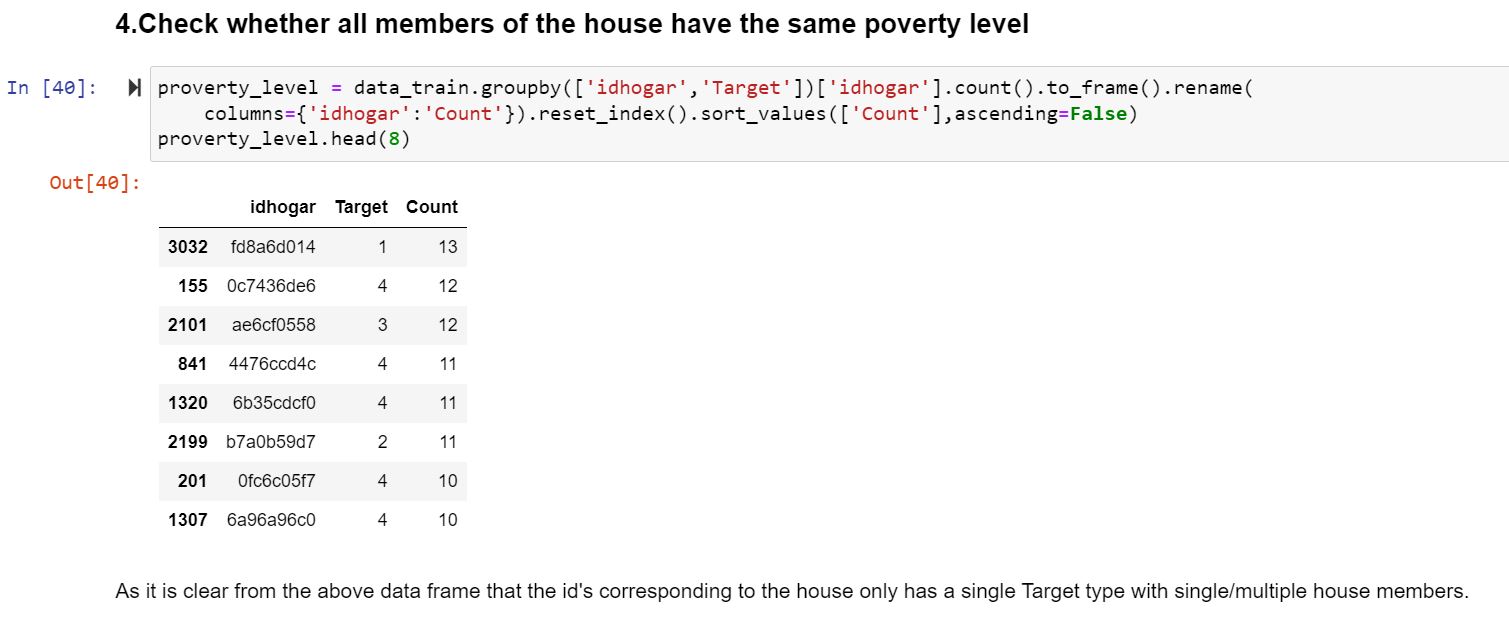 4.Check whether all members of the house have the same poverty level
In [40]: proverty_level = data_train.groupby(['idhogar','Target'])['idhogar'].count().to_frame().rename(
columns={'idhogar':'Count'}).reset_index().sort_values(['Count'],ascending=False)
proverty_level.head(8)
Out[40]:
idhogar Target Count
3032 fd8a6d014 1 13
155 0c7436de6 4 12
2101 ae6cf0558 3 12
841 4476ccd4c 4 11
1320 6b35cdcf0 4 11
2199 b7a0b59d7 2 11
201 0fc6c05f7 4 10
1307 6a96a96c0 4 10
As it is clear from the above data frame that the id's corresponding to the house only has a single Target type with single/multiple house members.